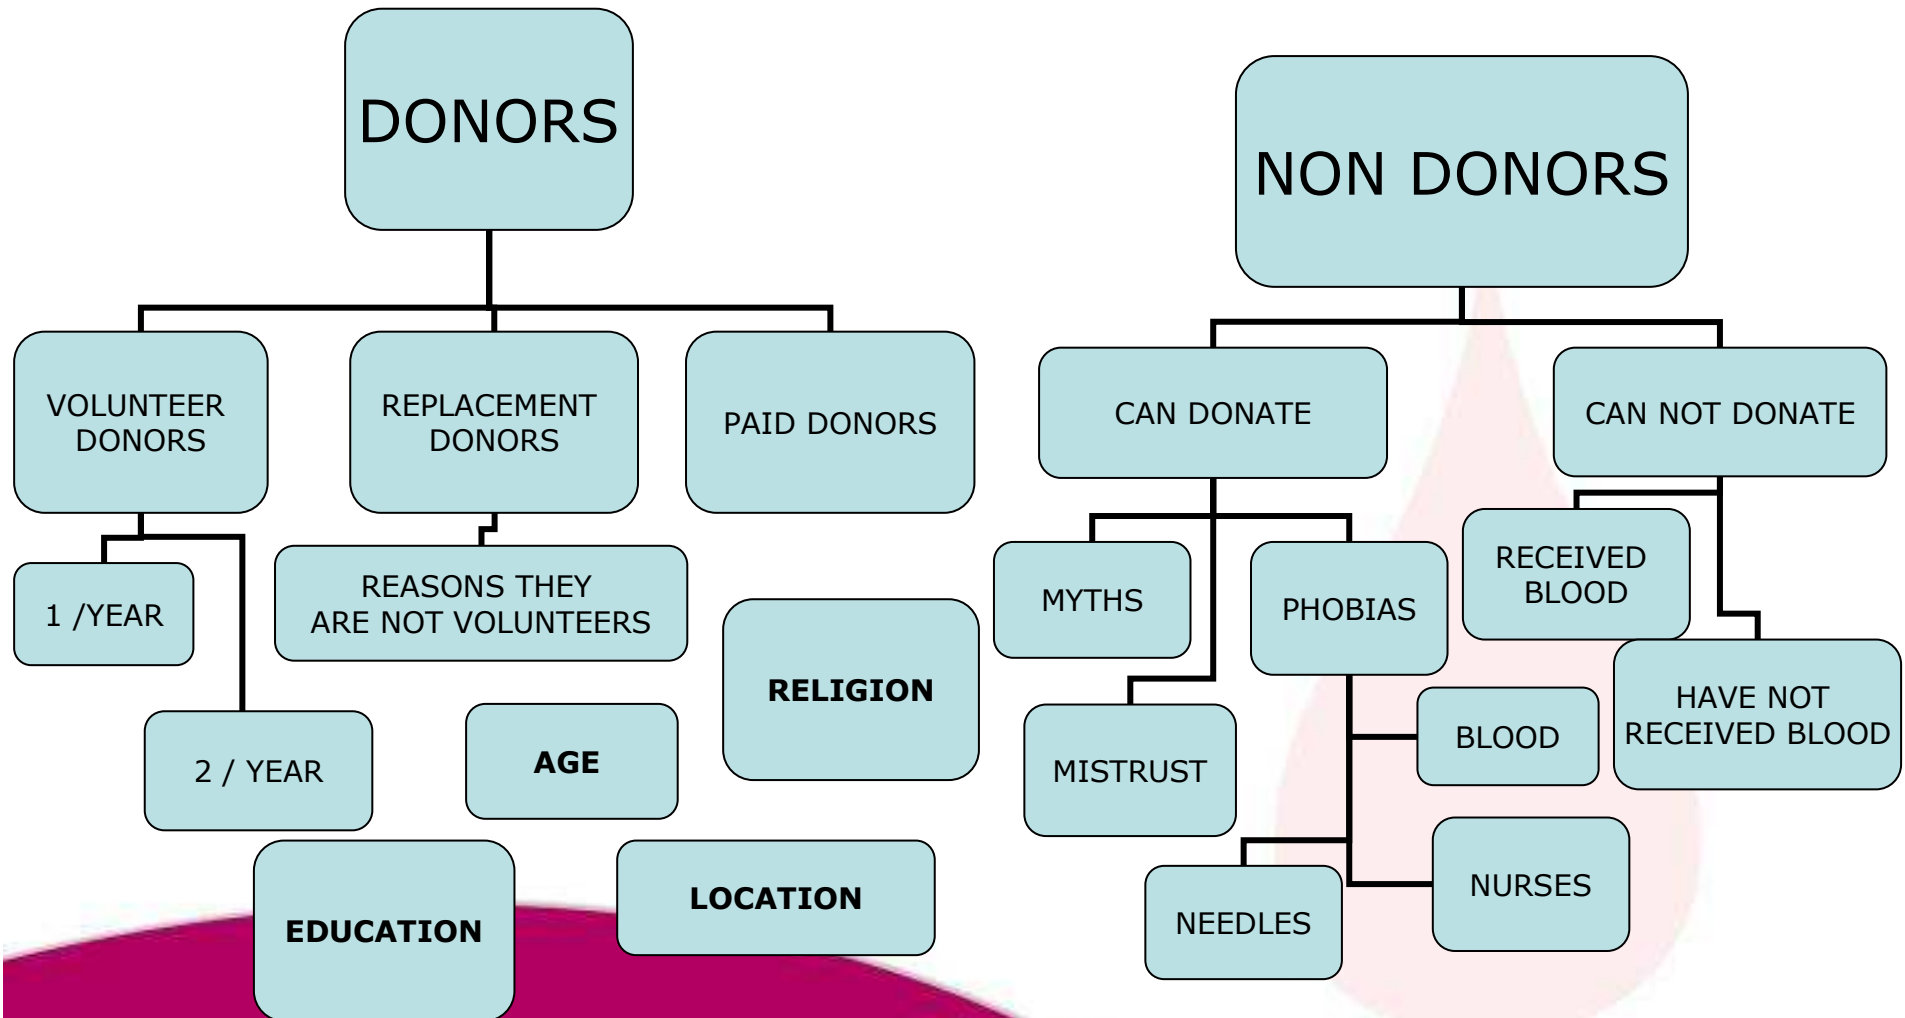 DONORS
NON DONORS
VOLUNTEER
DONORS
REPLACEMENT
DONORS
PAID DONORS
CAN DONATE
CAN NOT DONATE
1 /YEAR
2 / YEAR
REASONS THEY
ARE NOT VOLUNTEERS
RELIGION
AGE
EDUCATION
LOCATION
MYTHS
PHOBIAS
MISTRUST
BLOOD
NEEDLES
NURSES
RECEIVED
BLOOD
HAVE NOT
RECEIVED BLOOD